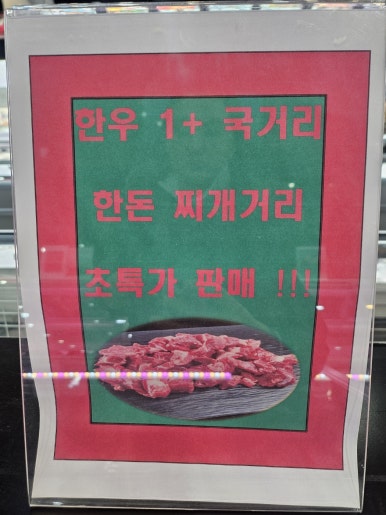 한우 1+ 국거리
한돈 찌개거리
초특가 판매 !!!